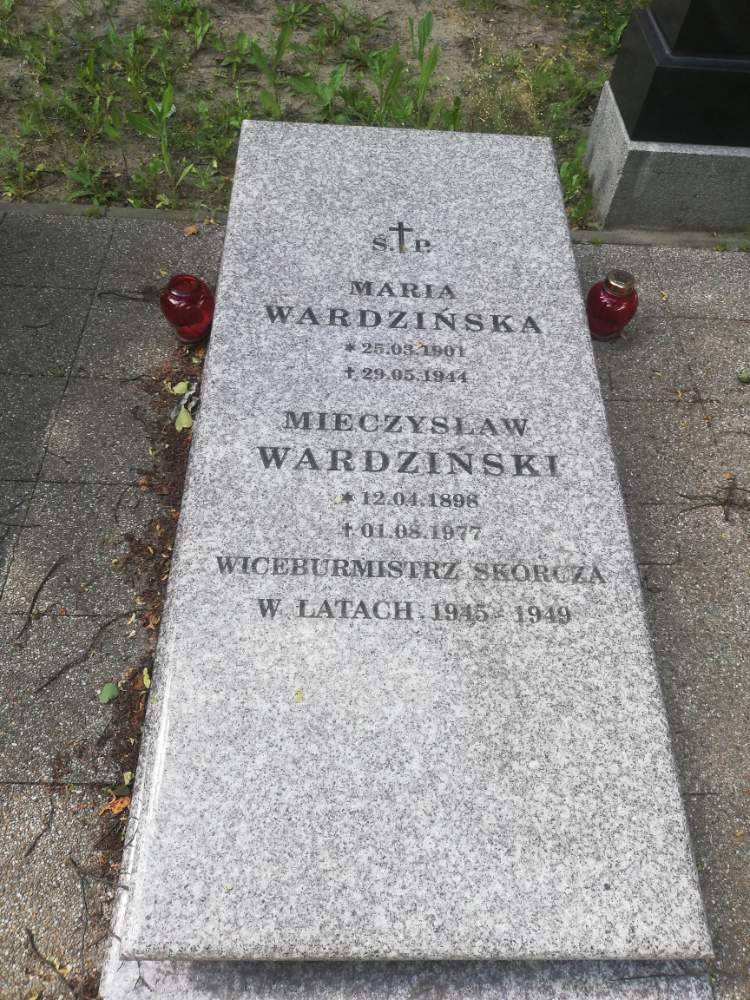 Ś. P.
MARIA
WARDZIŃSKA
* 25.03.1901
† 29.05.1944
MIECZYSŁAW
WARDZIŃSKI
* 12.04.1898
† 01.08.1977
WICEBURMISTRZ SKÓRCZA
W LATACH 1945 - 1949